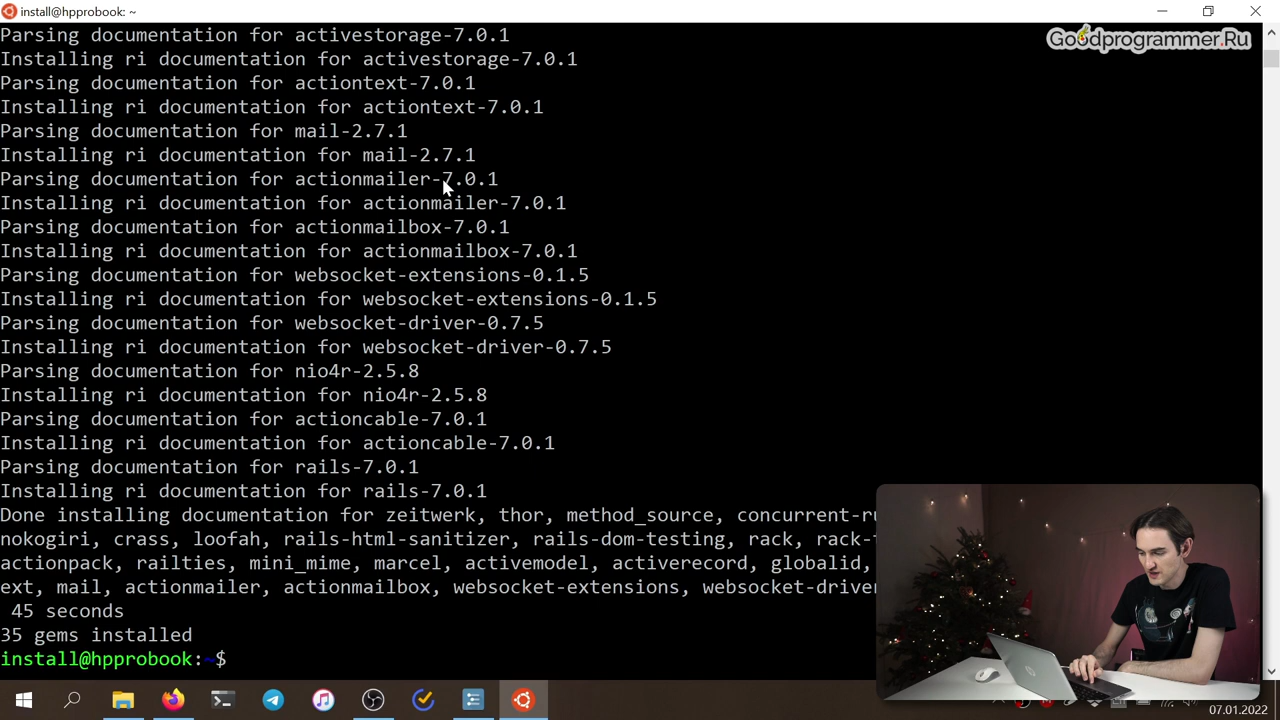 install@hpprobook: ~
Goodprogrammer.Ru
Parsing documentation for activestorage-7.0.1
Installing ri documentation for activestorage-7.0.1
Parsing documentation for actiontext-7.0.1
Installing ri documentation for actiontext-7.0.1
Parsing documentation for mail-2.7.1
Installing ri documentation for mail-2.7.1
Parsing documentation for actionmailer-7.0.1
Installing ri documentation for actionmailer-7.0.1
Parsing documentation for actionmailbox-7.0.1
Installing ri documentation for actionmailbox-7.0.1
Parsing documentation for websocket-extensions-0.1.5
Installing ri documentation for websocket-extensions-0.1.5
Parsing documentation for websocket-driver-0.7.5
Installing ri documentation for websocket-driver-0.7.5
Parsing documentation for nio4r-2.5.8
Installing ri documentation for nio4r-2.5.8
Parsing documentation for actioncable-7.0.1
Installing ri documentation for actioncable-7.0.1
Parsing documentation for rails-7.0.1
Installing ri documentation for rails-7.0.1
Done installing documentation for zeitwerk, thor, method_source, concurrent-ru
nokogiri, crass, loofah, rails-html-sanitizer, rails-dom-testing, rack, rack-t
actionpack, railties, mini_mime, marcel, activemodel, activerecord, globalid,
ext, mail, actionmailer, actionmailbox, websocket-extensions, websocket-driver
45 seconds
35 gems installed
install@hpprobook:~$
07.01.2022